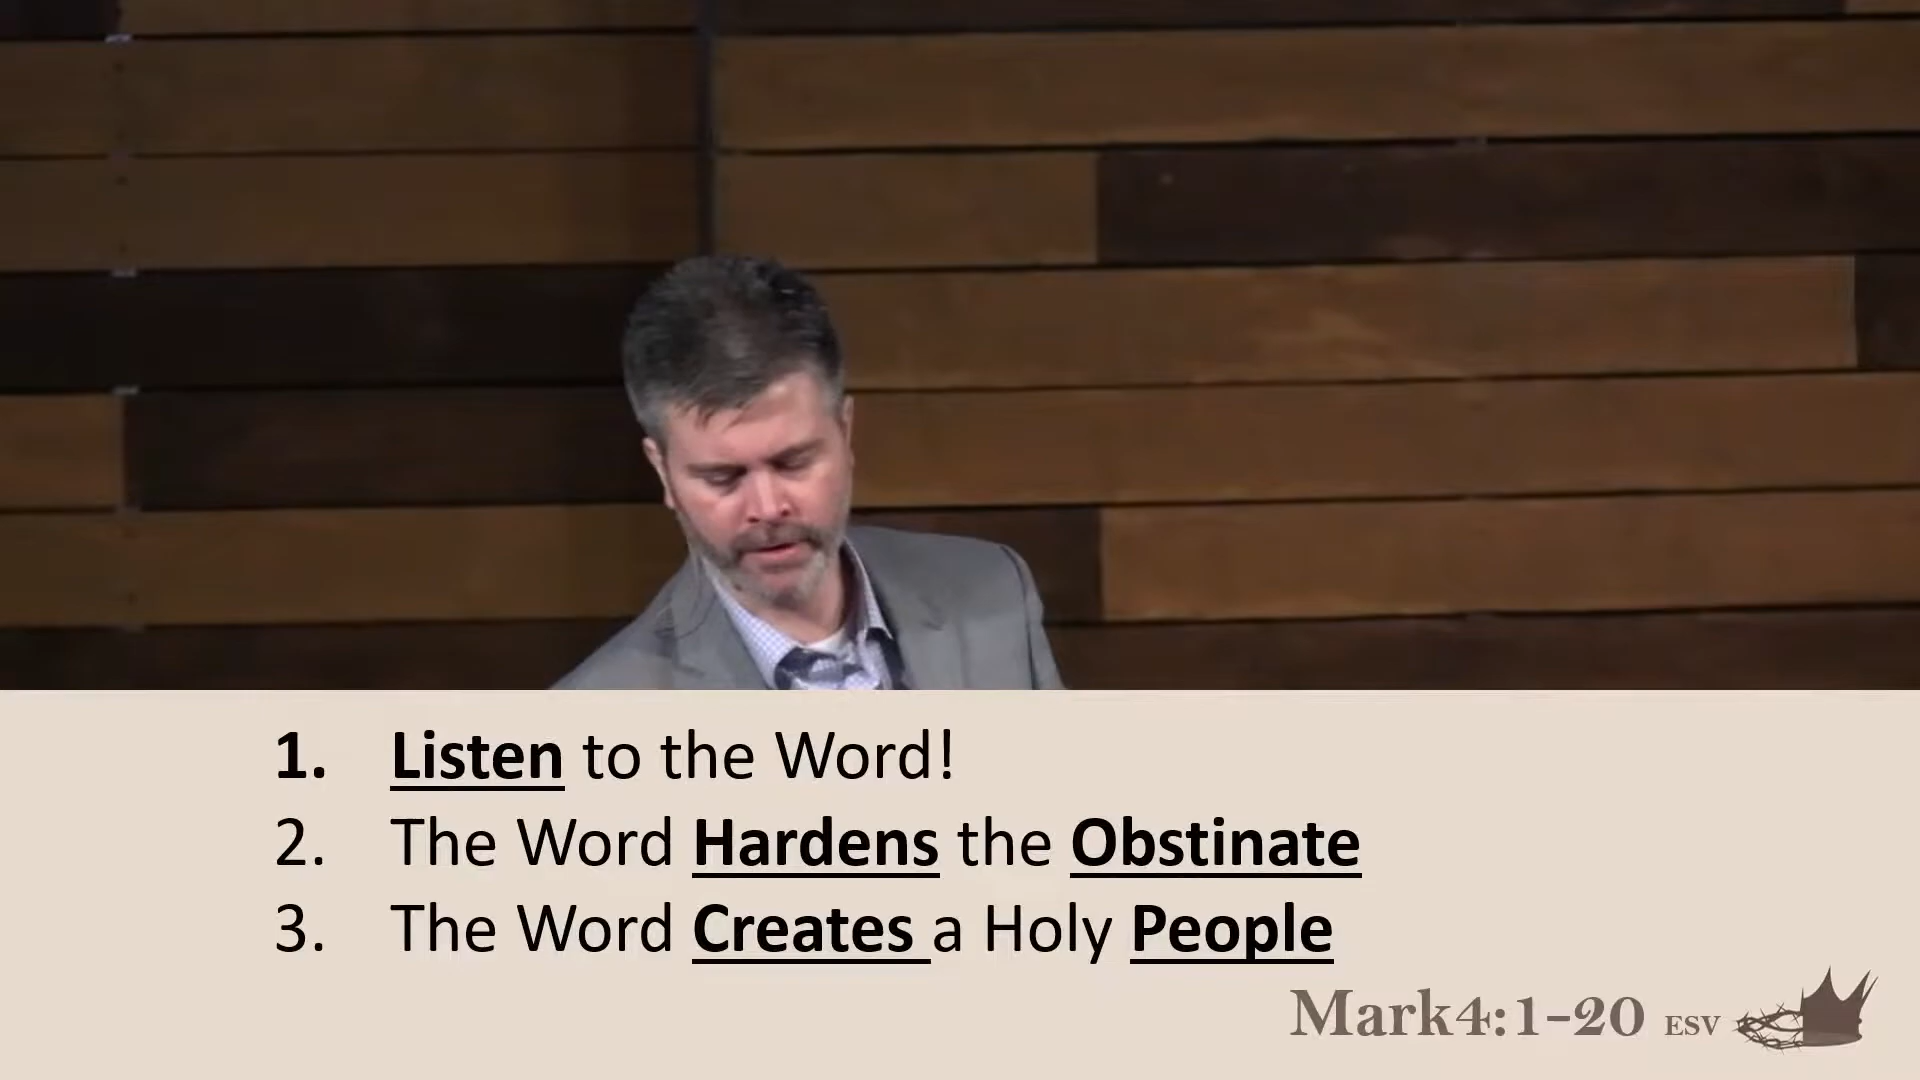 1. Listen to the Word!
2. The Word Hardens the Obstinate
3. The Word Creates a Holy People
Mark4:1-20 ESV